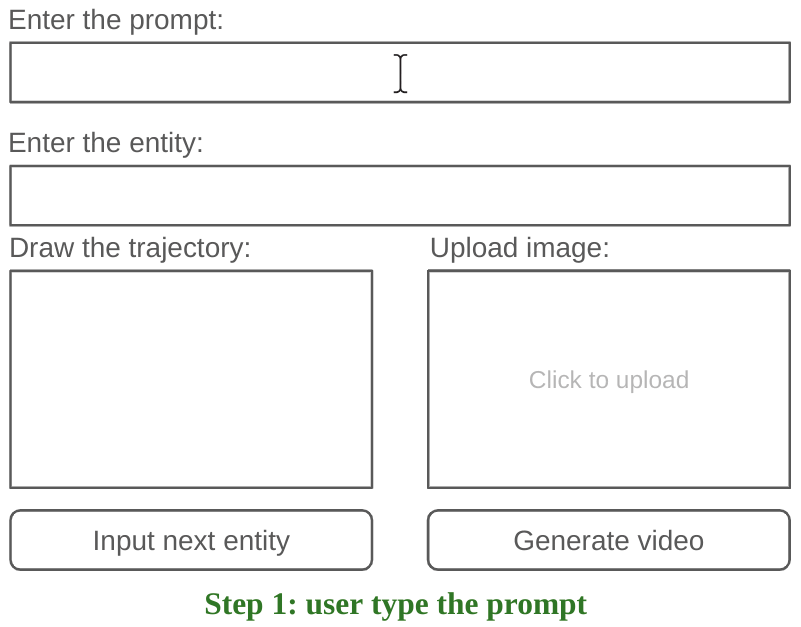 Enter the prompt:
Enter the entity:
Draw the trajectory:
Upload image:
Click to upload
Input next entity
Generate video
Step 1: user type the prompt